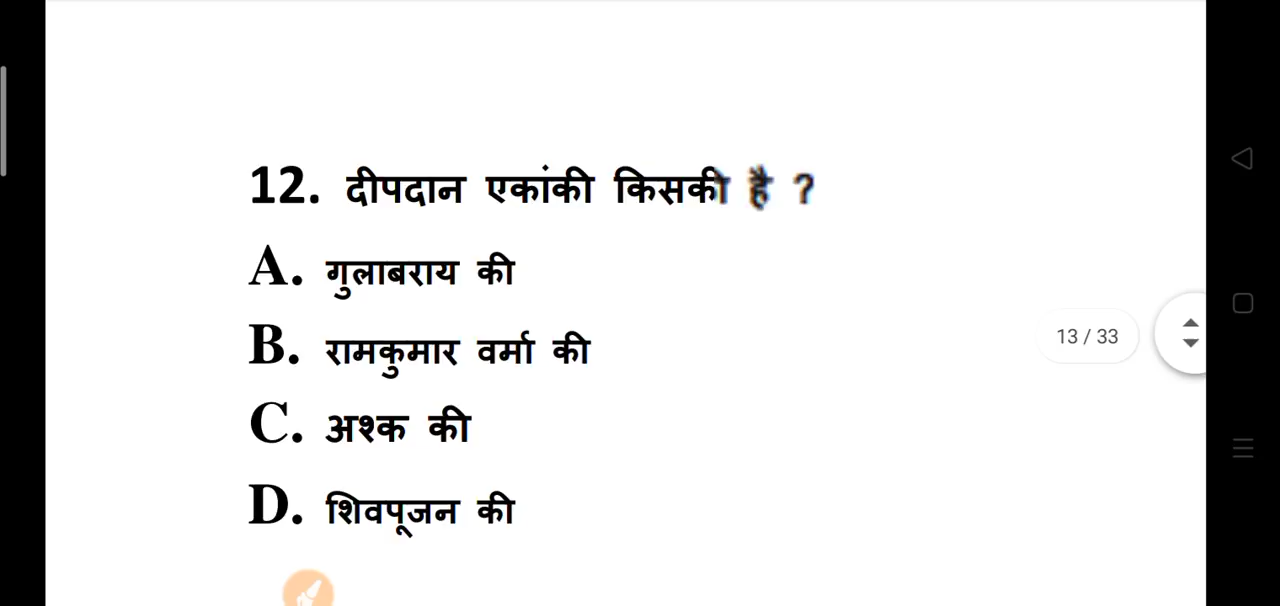 12. दीपदान एकांकी किसकी है ?
A. गुलाबराय की
B. रामकुमार वर्मा की
13 / 33
C. अश्क की
D. शिवपूजन की